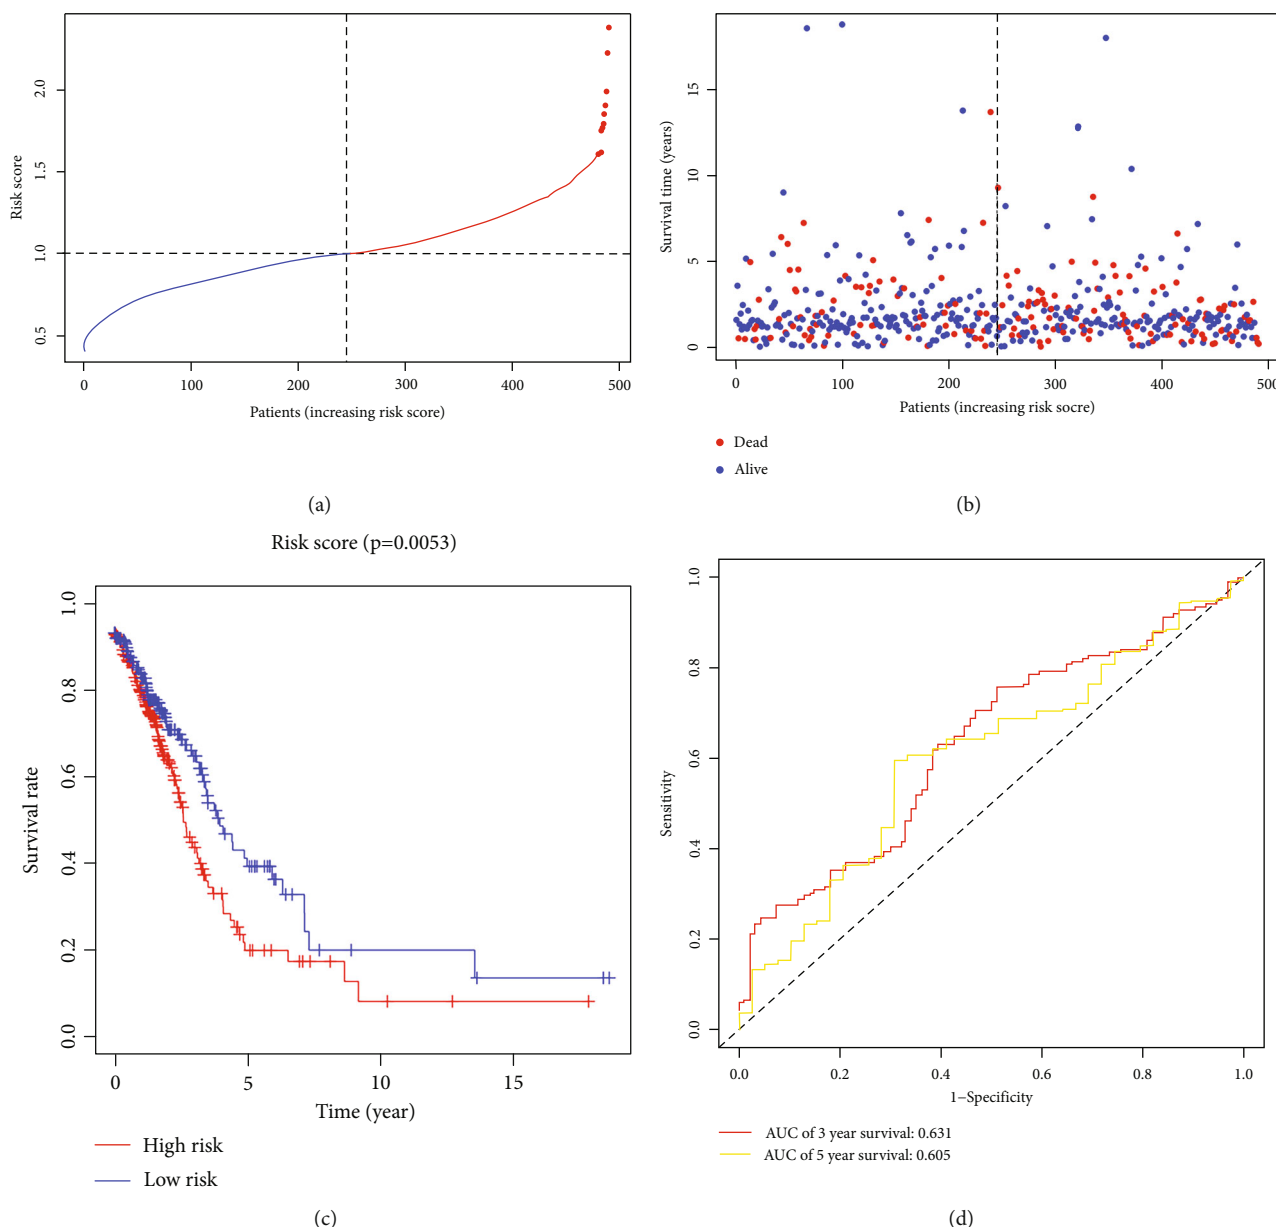 2.0
1.5
1.0
0.5
Risk score
0
100
200
300
400
500
Patients (increasing risk score)
(a)
15
10
5
0
Survival time (years)
0
100
200
300
400
500
Patients (increasing risk socre)
Dead
Alive
(b)
Risk score (p=0.0053)
1.0
0.8
0.6
0.4
0.2
0.0
Survival rate
0
5
10
15
Time (year)
High risk
Low risk
(c)
1.0
0.8
0.6
0.4
0.2
0.0
Sensitivity
0.0
0.2
0.4
0.6
0.8
1.0
1−Specificity
AUC of 3 year survival: 0.631
AUC of 5 year survival: 0.605
(d)